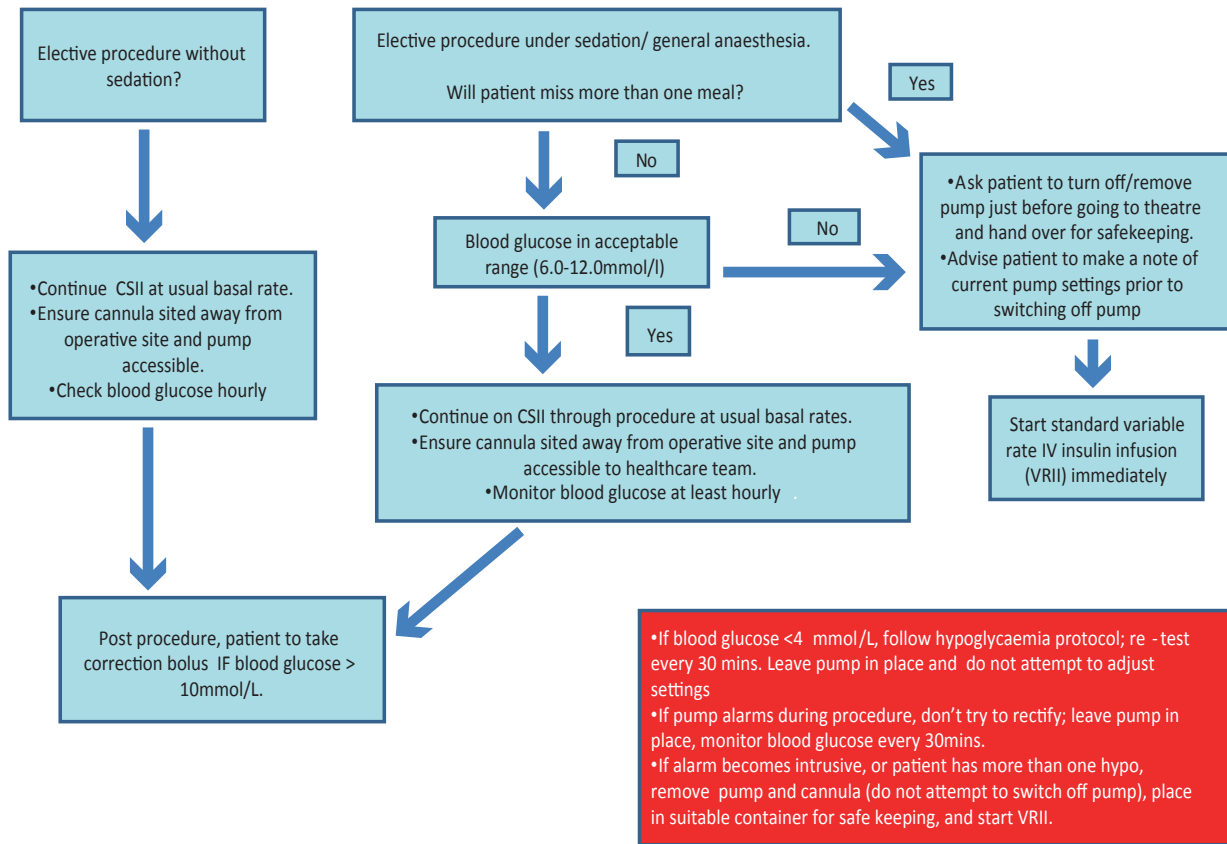 Elective procedure without
sedation?
Elective procedure under sedation/ general anaesthesia.
Will patient miss more than one meal?
Yes
No
•Ask patient to turn off/remove
pump just before going to theatre
and hand over for safekeeping.
•Advise patient to make a note of
current pump settings prior to
switching off pump
Blood glucose in acceptable
range (6.0-12.0mmol/l)
No
•Continue CSII at usual basal rate.
•Ensure cannula sited away from
operative site and pump
accessible.
•Check blood glucose hourly
Yes
•Continue on CSII through procedure at usual basal rates.
•Ensure cannula sited away from operative site and pump
accessible to healthcare team.
•Monitor blood glucose at least hourly .
Start standard variable
rate IV insulin infusion
(VRII) immediately
Post procedure, patient to take
correction bolus IF blood glucose >
10mmol/L.
•If blood glucose <4 mmol/L, follow hypoglycaemia protocol; re - test
every 30 mins. Leave pump in place and do not attempt to adjust
settings
•If pump alarms during procedure, don't try to rectify; leave pump in
place, monitor blood glucose every 30mins.
•If alarm becomes intrusive, or patient has more than one hypo,
remove pump and cannula (do not attempt to switch off pump), place
in suitable container for safe keeping, and start VRII.